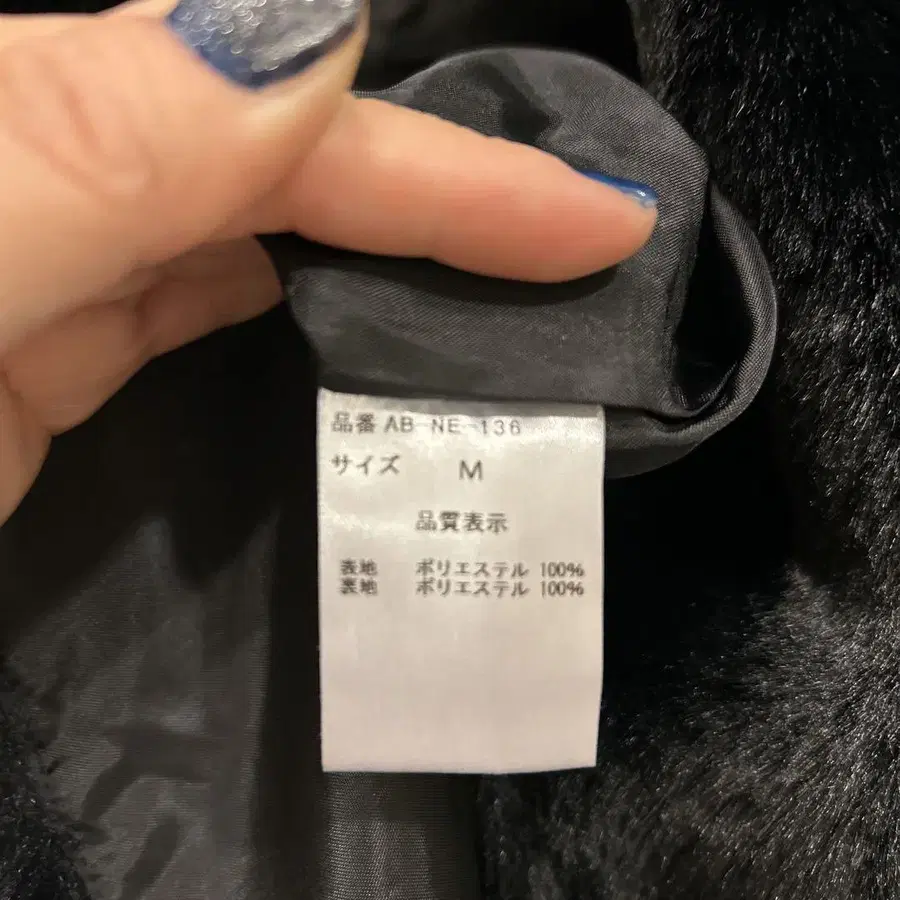 品番 AB-NE-136
サイズ M
品質表示
表地 ポリエステル 100%
裏地 ポリエステル 100%